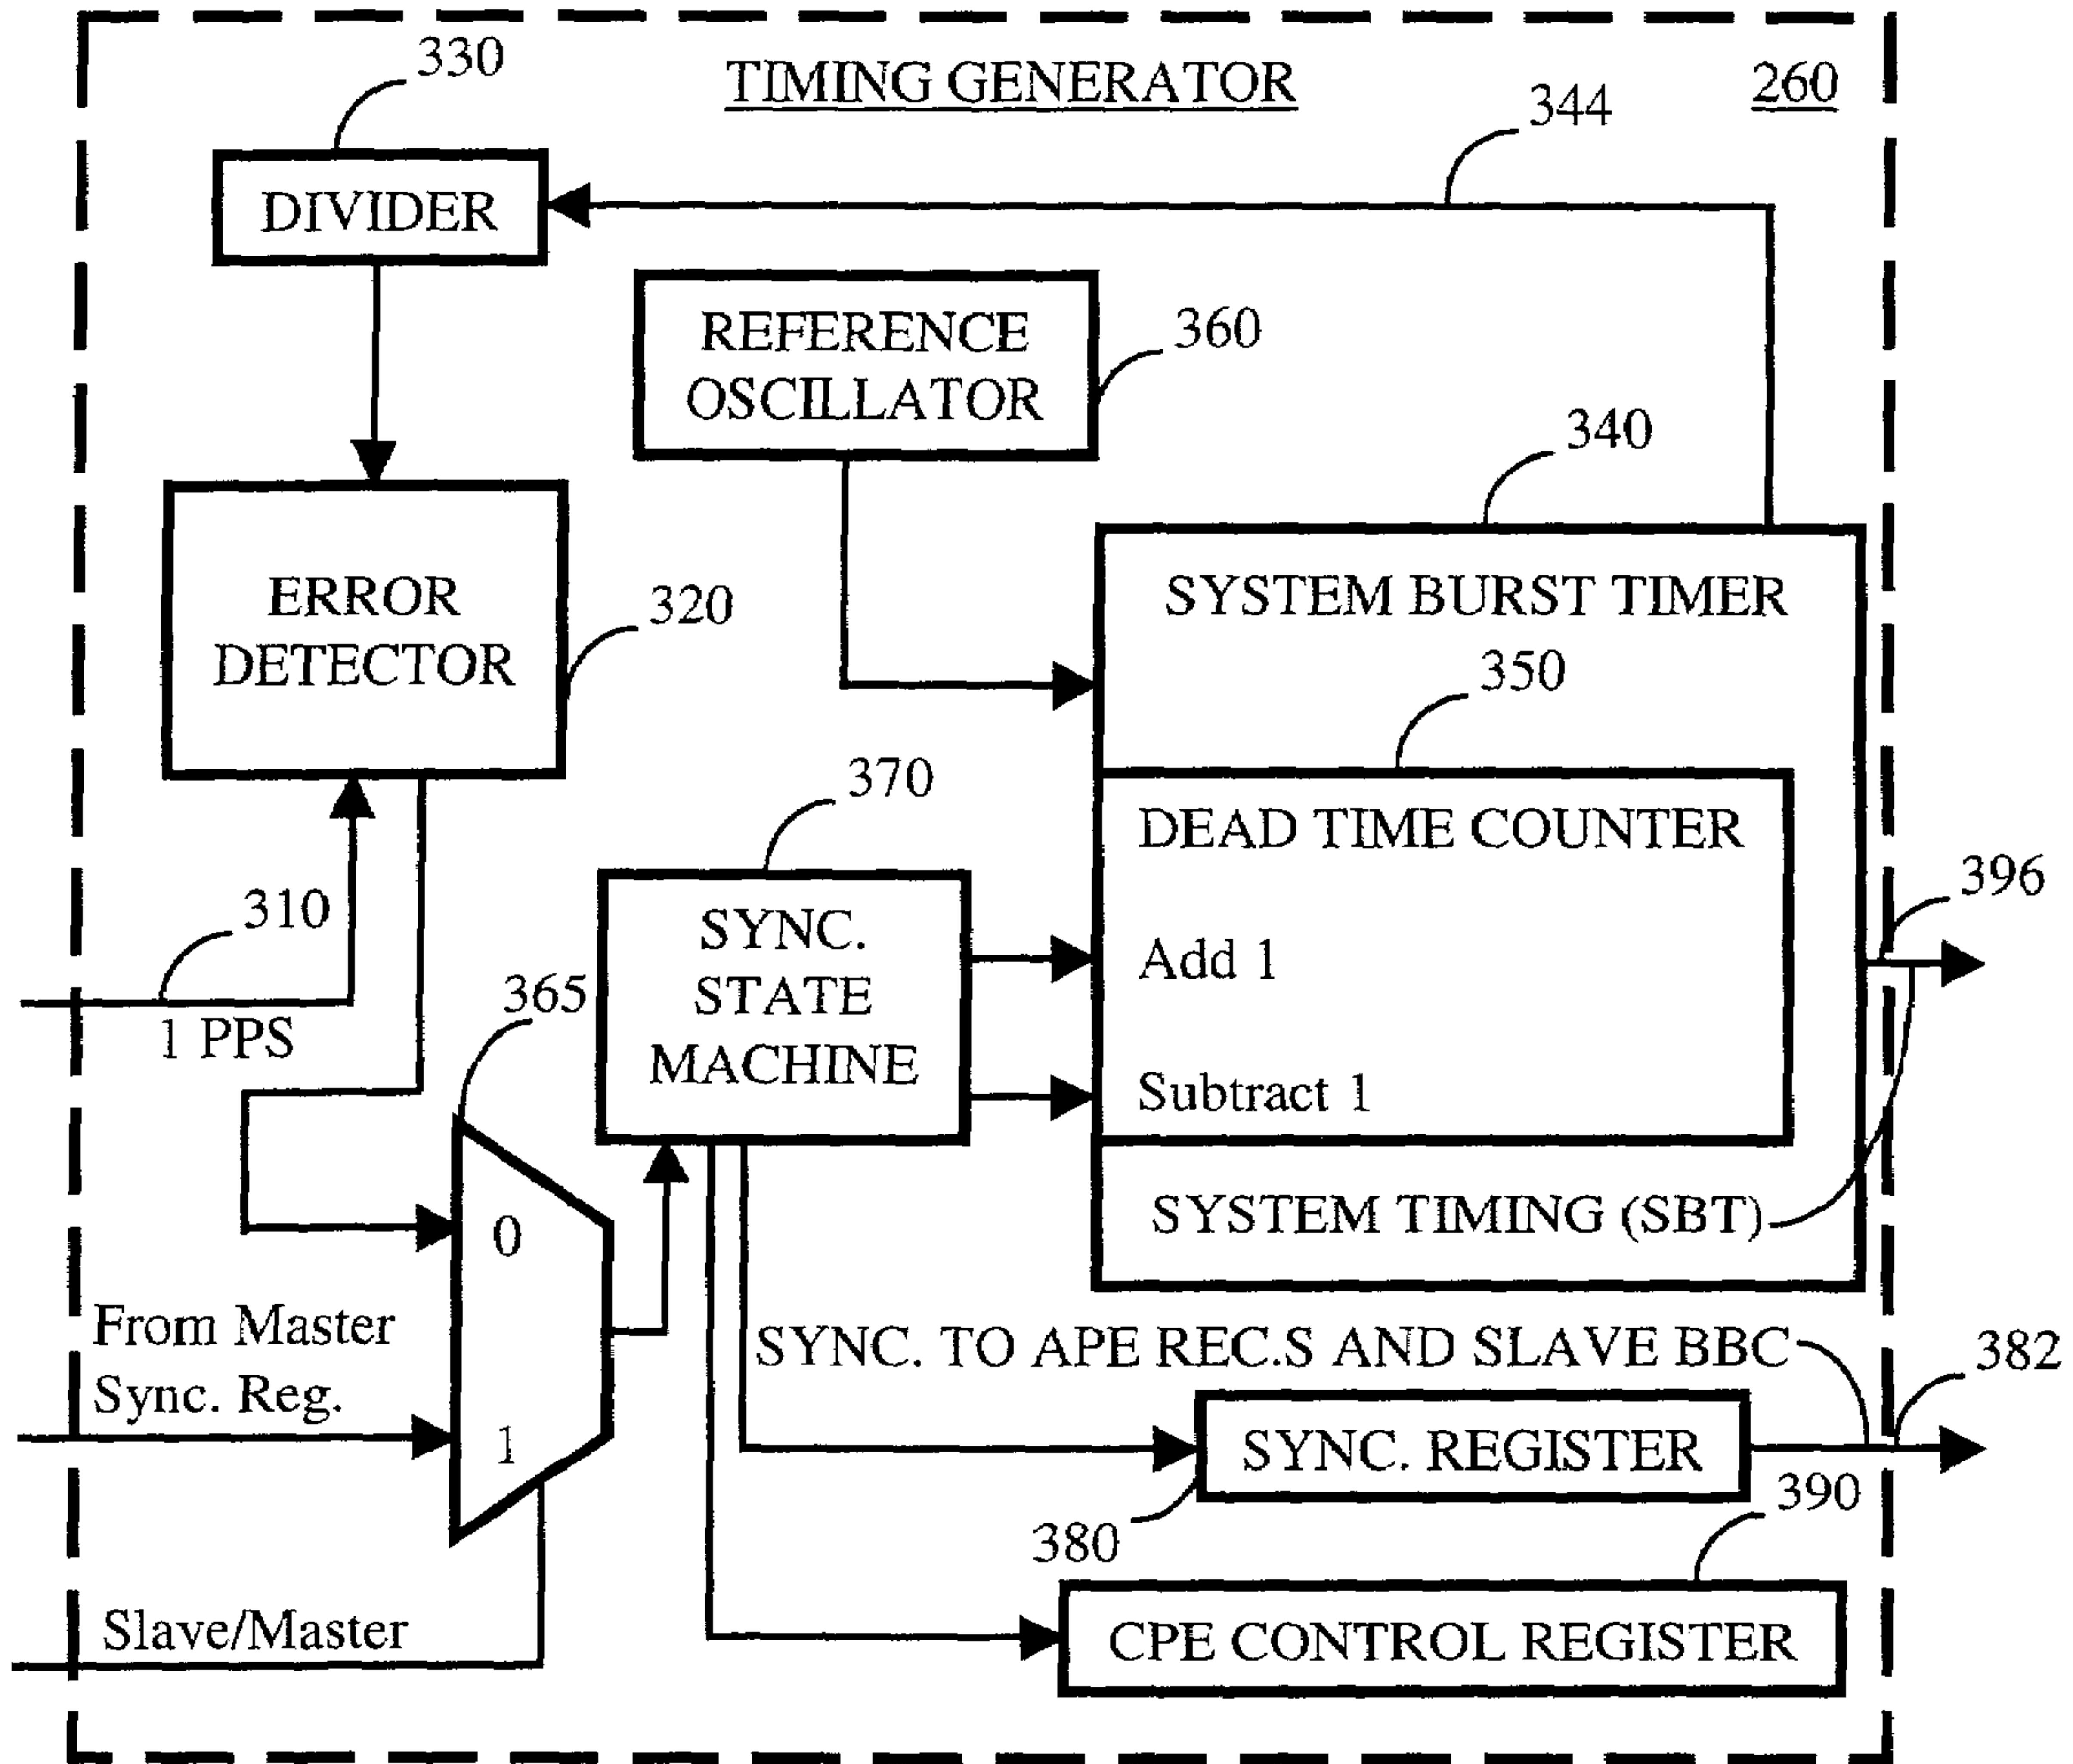 330
TIMING GENERATOR
260
344
DIVIDER
REFERENCE
OSCILLATOR
360
340
ERROR
DETECTOR
320
SYSTEM BURST TIMER
350
370
DEAD TIME COUNTER
396
310
SYNC.
STATE
MACHINE
Add 1
365
1 PPS
Subtract 1
0
SYSTEM TIMING (SBT)
From Master
Sync. Reg.
SYNC. TO APE REC.S AND SLAVE BBC
382
1
SYNC. REGISTER
390
380
Slave/Master
CPE CONTROL REGISTER